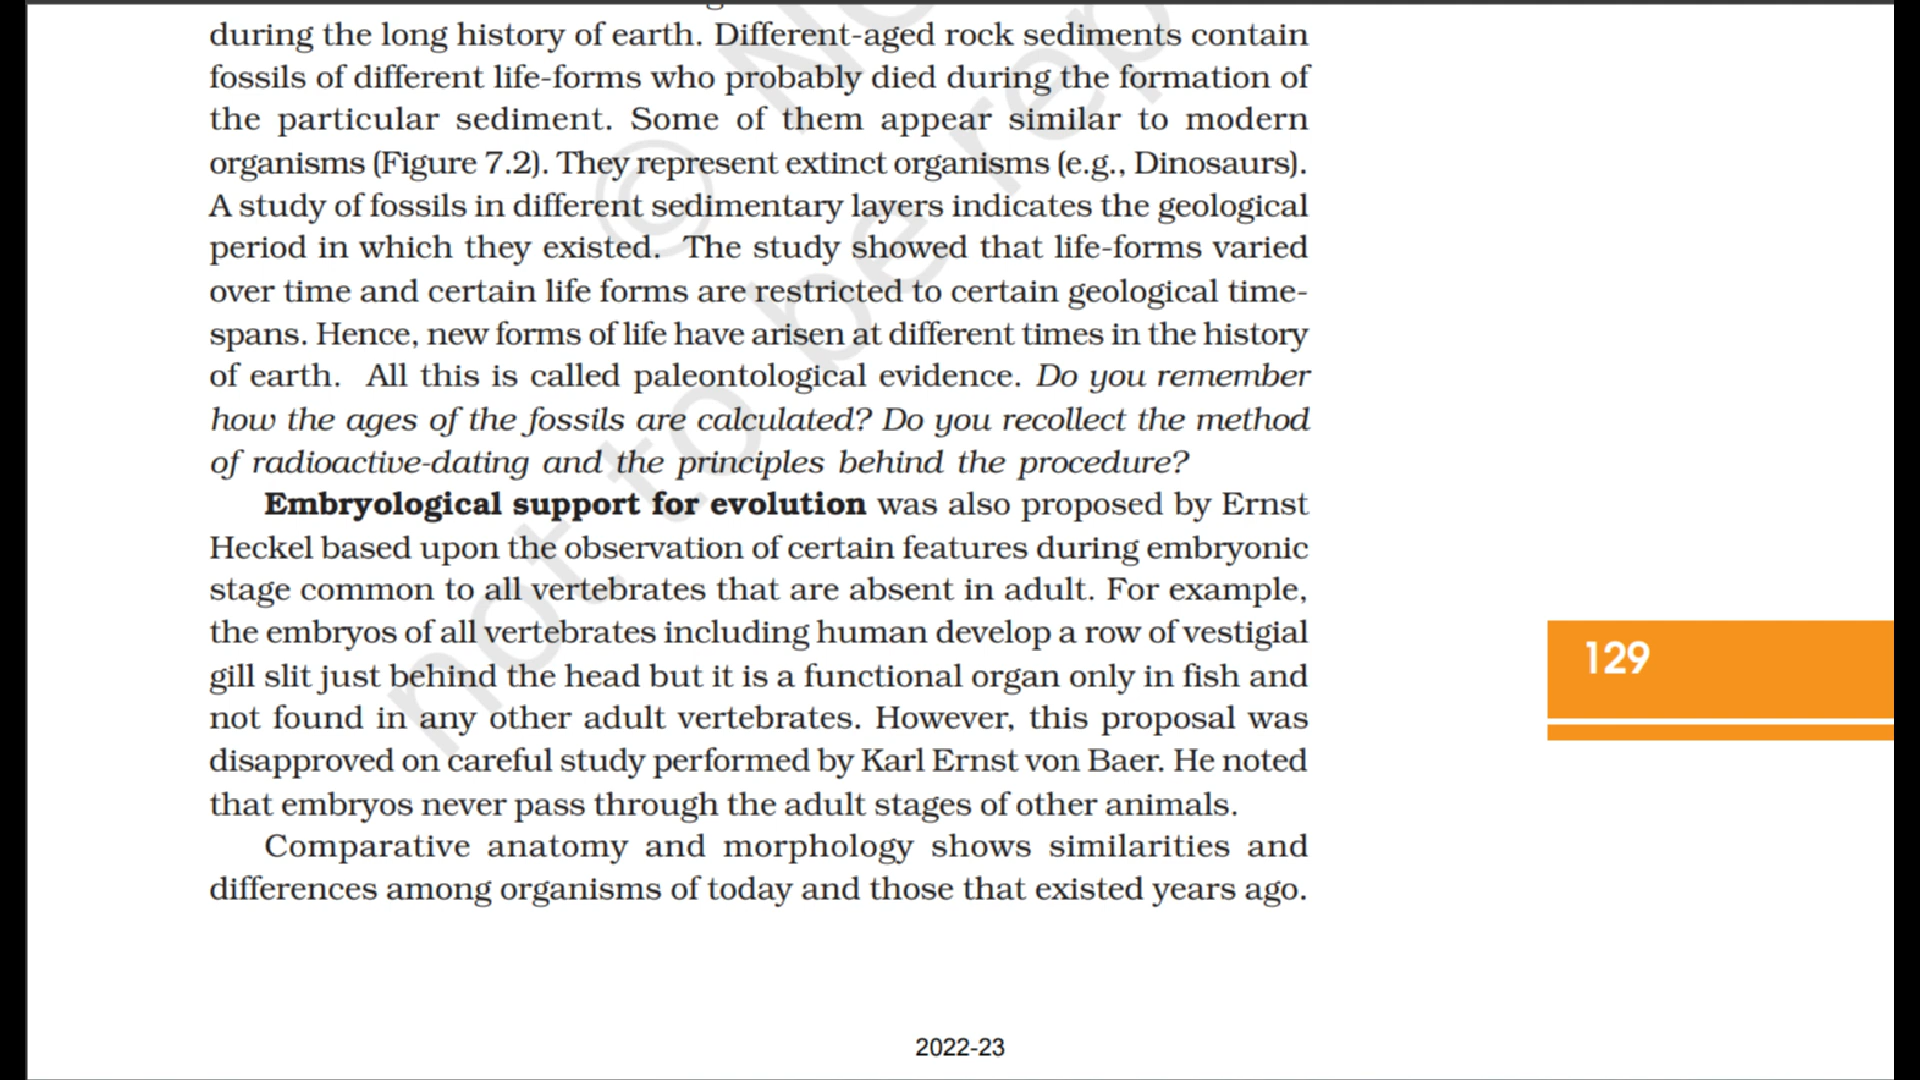 during the long history of earth. Different-aged rock sediments contain
fossils of different life-forms who probably died during the formation of
the particular sediment. Some of them appear similar to modern
organisms (Figure 7.2). They represent extinct organisms (e.g., Dinosaurs).
A study of fossils in different sedimentary layers indicates the geological
period in which they existed. The study showed that life-forms varied
over time and certain life forms are restricted to certain geological time-
spans. Hence, new forms of life have arisen at different times in the history
of earth. All this is called paleontological evidence. Do you remember
how the ages of the fossils are calculated? Do you recollect the method
of radioactive-dating and the principles behind the procedure?
Embryological support for evolution was also proposed by Ernst
Heckel based upon the observation of certain features during embryonic
stage common to all vertebrates that are absent in adult. For example,
the embryos of all vertebrates including human develop a row of vestigial
gill slit just behind the head but it is a functional organ only in fish and
not found in any other adult vertebrates. However, this proposal was
disapproved on careful study performed by Karl Ernst von Baer. He noted
that embryos never pass through the adult stages of other animals.
Comparative anatomy and morphology shows similarities and
differences among organisms of today and those that existed years ago.
129
2022-23
© No
not to be rep